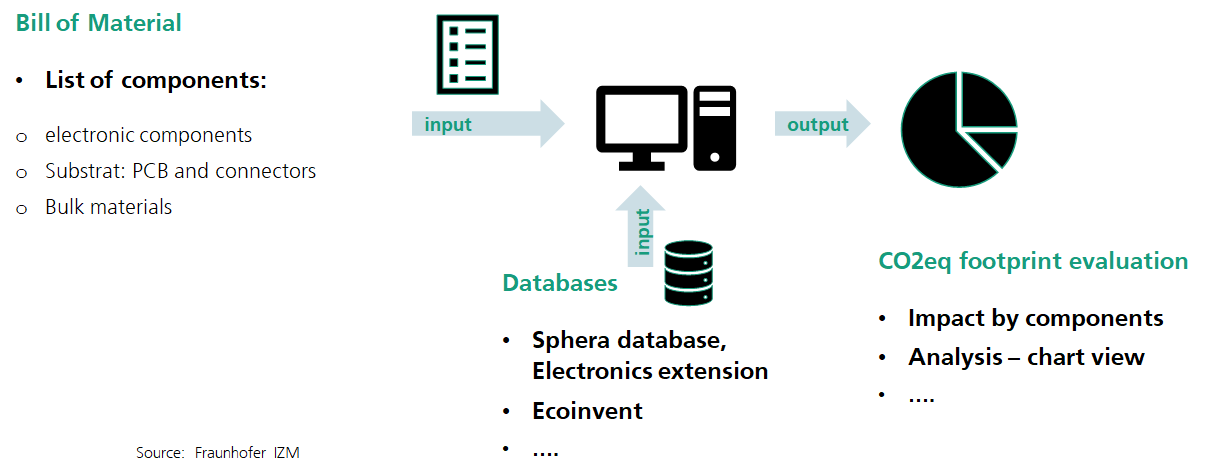 Bill of Material
• List of components:
o electronic components
o Substrat: PCB and connectors
o Bulk materials
input
output
input
Databases
• Sphera database,
Electronics extension
• Ecoinvent
• ....
CO2eq footprint evaluation
• Impact by components
• Analysis – chart view
• ....
Source: Fraunhofer IZM